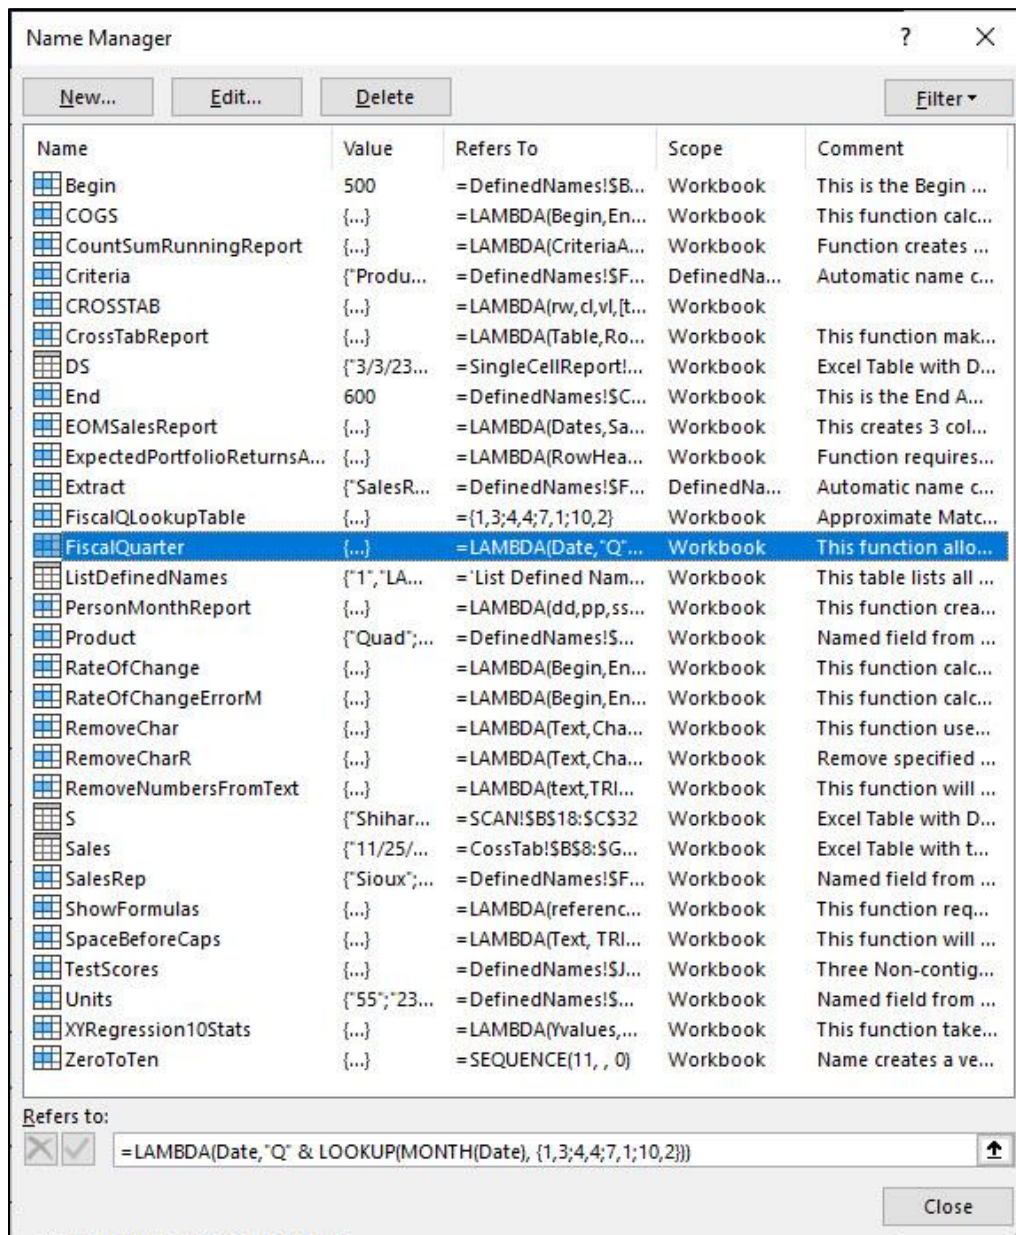 Name Manager ? ×
New... Edit... Delete Filter
Name Value Refers To Scope Comment
Begin 500 =DefinedNames!$B... Workbook This is the Begin ...
COGS {...} =LAMBDA(Begin,En... Workbook This function calc...
CountSumRunningReport {...} =LAMBDA(CriteriaA... Workbook Function creates ...
Criteria {"Produ... =DefinedNames!$F... DefinedNa... Automatic name c...
CROSSTAB {...} =LAMBDA(rw,cl,vl,[t... Workbook
CrossTabReport {...} =LAMBDA(Table,Ro... Workbook This function mak...
DS {"3/3/23... =SingleCellReport!... Workbook Excel Table with D...
End 600 =DefinedNames!$C... Workbook This is the End A...
EOMSalesReport {...} =LAMBDA(Dates,Sa... Workbook This creates 3 col...
ExpectedPortfolioReturnsA... {...} =LAMBDA(RowHea... Workbook Function requires...
Extract {"SalesR... =DefinedNames!$F... DefinedNa... Automatic name c...
FiscalQLookupTable {...} ={1,3;4,4;7,1;10,2} Workbook Approximate Matc...
FiscalQuarter {...} =LAMBDA(Date,"Q"... Workbook This function allo...
ListDefinedNames {"1","LA... ='List Defined Nam... Workbook This table lists all ...
PersonMonthReport {...} =LAMBDA(dd,pp,ss... Workbook This function crea...
Product {"Quad";... =DefinedNames!$... Workbook Named field from ...
RateOfChange {...} =LAMBDA(Begin,En... Workbook This function calc...
RateOfChangeErrorM {...} =LAMBDA(Begin,En... Workbook This function calc...
RemoveChar {...} =LAMBDA(Text,Cha... Workbook This function use...
RemoveCharR {...} =LAMBDA(Text,Cha... Workbook Remove specified ...
RemoveNumbersFromText {...} =LAMBDA(text,TRI... Workbook This function will ...
S {"Shihar... =SCAN!$B$18:$C$32 Workbook Excel Table with D...
Sales {"11/25/... =CossTab!$B$8:$G... Workbook Excel Table with t...
SalesRep {"Sioux";... =DefinedNames!$F... Workbook Named field from ...
ShowFormulas {...} =LAMBDA(referenc... Workbook This function req...
SpaceBeforeCaps {...} =LAMBDA(Text, TRI... Workbook This function will ...
TestScores {...} =DefinedNames!$J... Workbook Three Non-contig...
Units {"55";"23... =DefinedNames!$... Workbook Named field from ...
XYRegression10Stats {...} =LAMBDA(Yvalues,... Workbook This function take...
ZeroToTen {...} =SEQUENCE(11, , 0) Workbook Name creates a ve...
Refers to:
=LAMBDA(Date,"Q" & LOOKUP(MONTH(Date), {1,3;4,4;7,1;10,2}))
Close